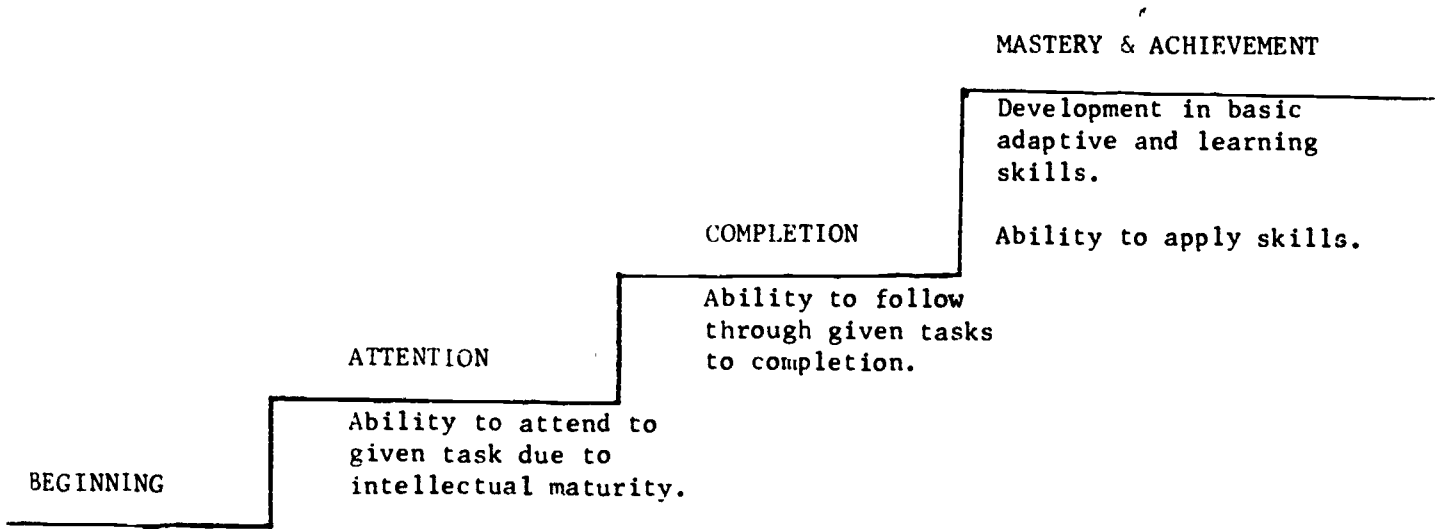 MASTERY & ACHIEVEMENT
Development in basic
adaptive and learning
skills.
Ability to apply skills.
COMPLETION
Ability to follow
through given tasks
to completion.
ATTENTION
Ability to attend to
given task due to
intellectual maturity.
BEGINNING